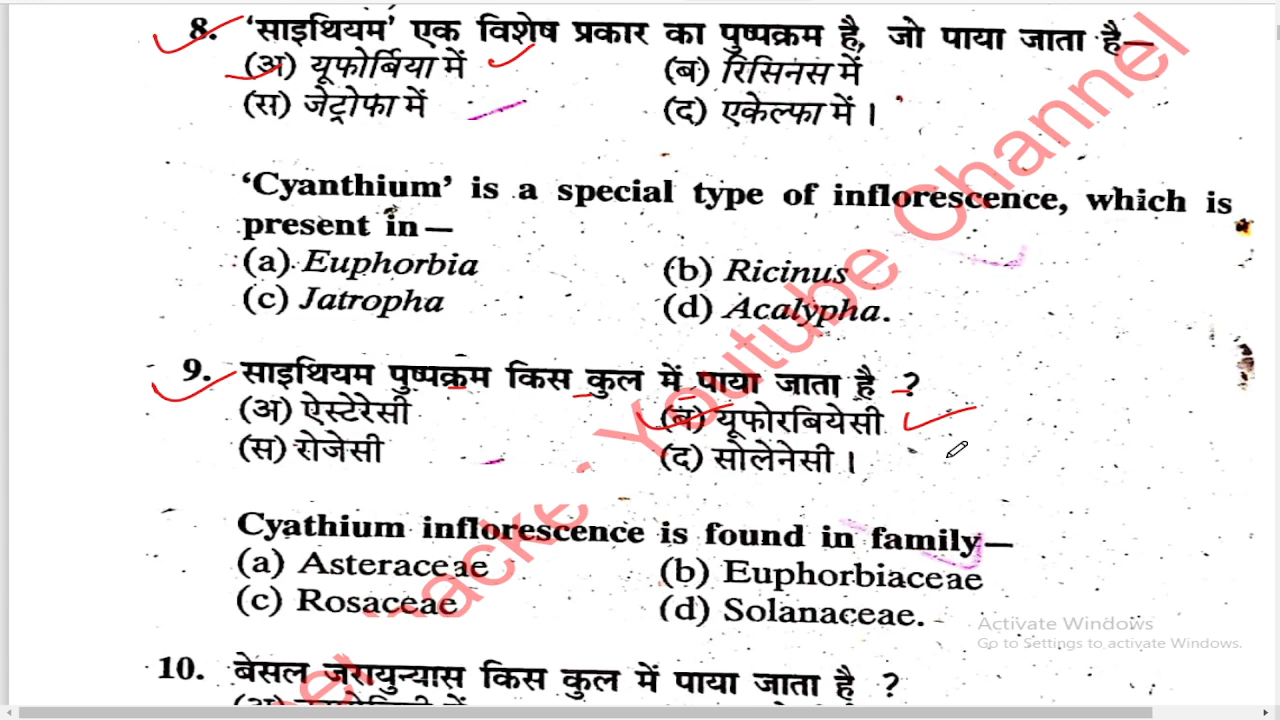 8. 'साइथियम' एक विशेष प्रकार का पुष्पक्रम है, जो पाया जाता है—
(अ) यूफोर्बिया में (ब) रिसिनस में
(स) जेट्रोफा में (द) एकेल्फा में ।
'Cyanthium' is a special type of inflorescence, which is
present in—
(a) Euphorbia (b) Ricinus
(c) Jatropha (d) Acalypha.
9. साइथियम पुष्पक्रम किस कुल में पाया जाता है ?
(अ) ऐस्टेरेसी (ब) यूफोरबियेसी
(स) रोजेसी (द) सोलेनेसी ।
Cyathium inflorescence is found in family—
(a) Asteraceae (b) Euphorbiaceae
(c) Rosaceae (d) Solanaceae.
10. बेसल जरायुन्यास किस कुल में पाया जाता है ?
Youtube Channel
Activate Windows
Go to Settings to activate Windows.